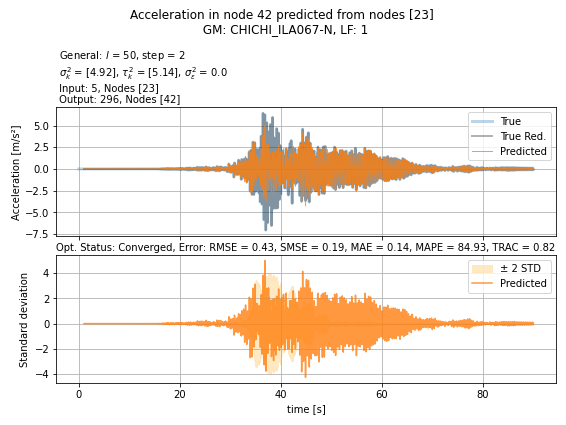 Acceleration in node 42 predicted from nodes [23]
GM: CHICHI_ILA067-N, LF: 1
General: l = 50, step = 2
σ²ₖ = [4.92], τ²ₖ = [5.14], σ²ₑ = 0.0
Input: 5, Nodes [23]
Output: 296, Nodes [42]
Acceleration [m/s²]
5.0
2.5
0.0
−2.5
−5.0
−7.5
True
True Red.
Predicted
Opt. Status: Converged, Error: RMSE = 0.43, SMSE = 0.19, MAE = 0.14, MAPE = 84.93, TRAC = 0.82
Standard deviation
4
2
0
−2
−4
± 2 STD
Predicted
0 20 40 60 80
time [s]